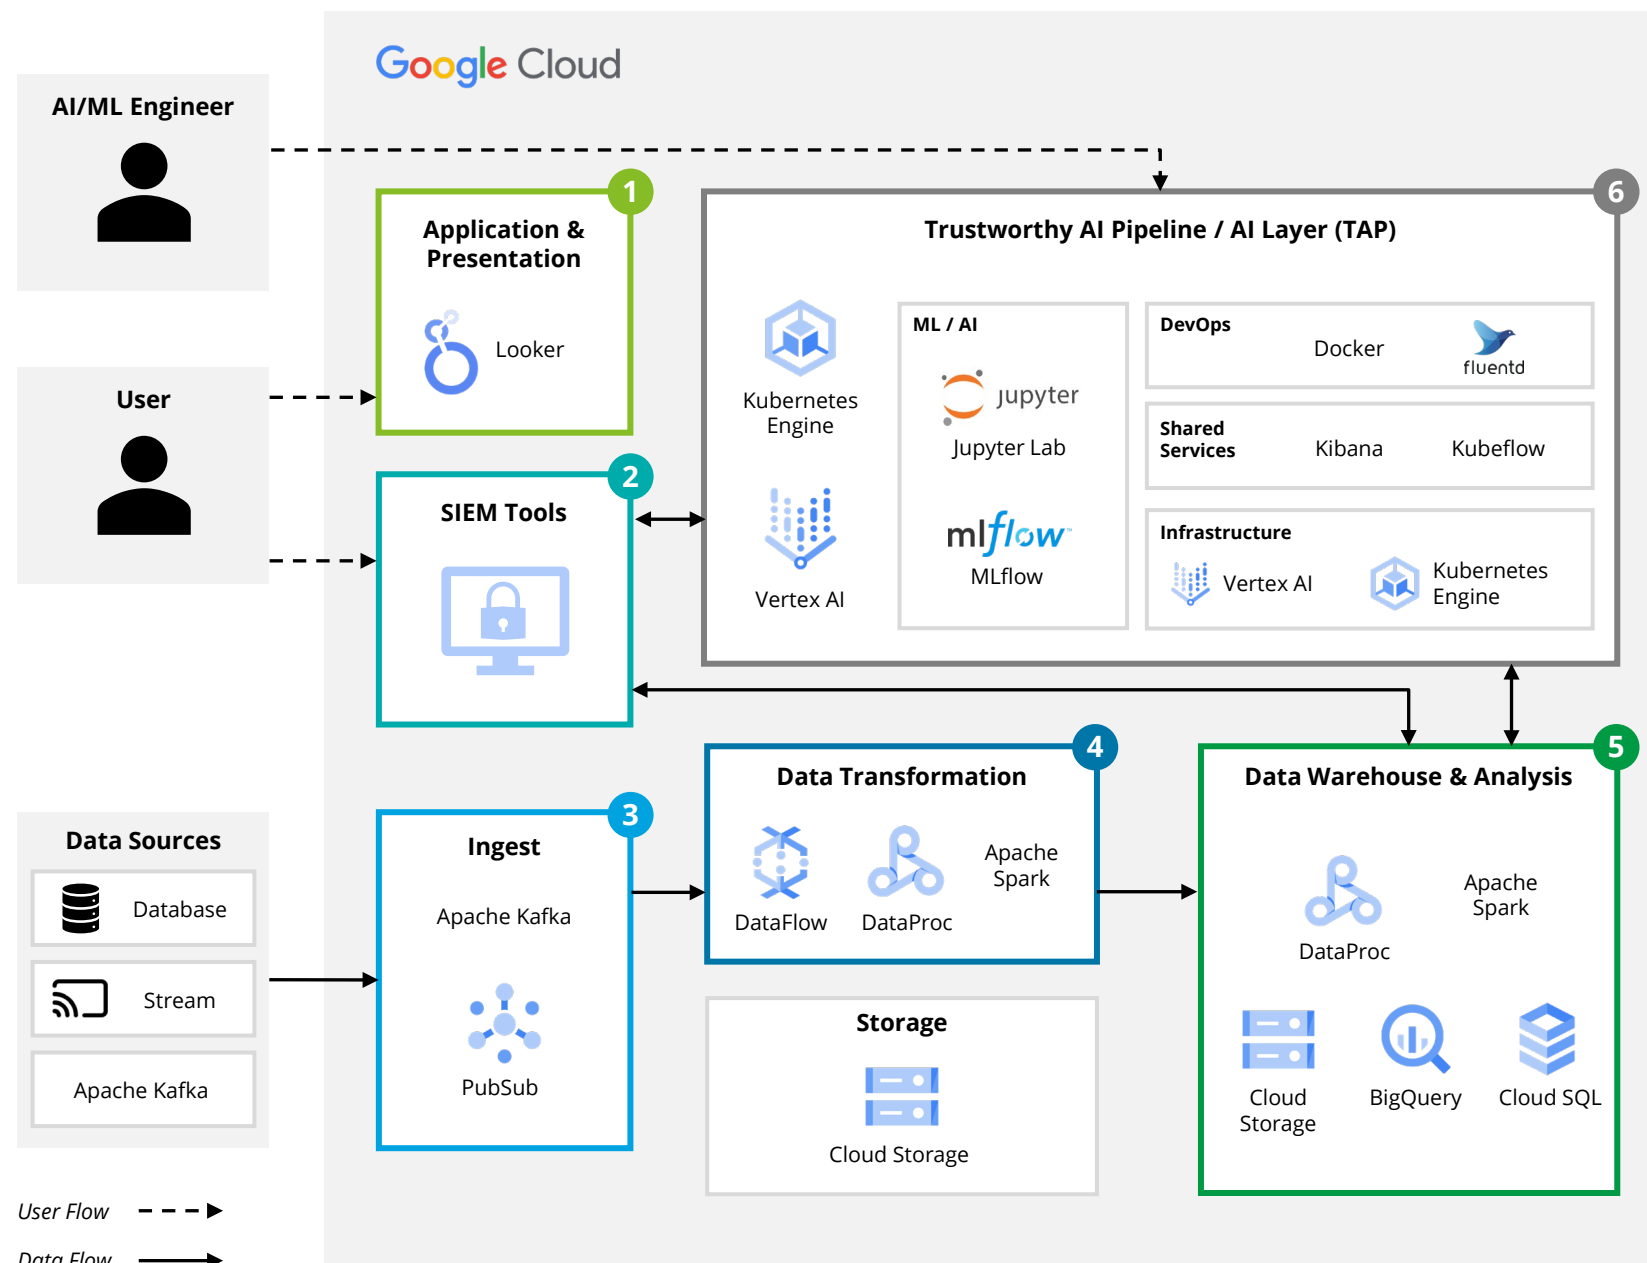 Google Cloud
AI/ML Engineer
User
1
Application &
Presentation
Looker
2
SIEM Tools
6
Trustworthy AI Pipeline / AI Layer (TAP)
Kubernetes
Engine
Vertex AI
ML / AI
Jupyter
Jupyter Lab
mlflow™
MLflow
DevOps
Docker
fluentd
Shared
Services
Kibana
Kubeflow
Infrastructure
Vertex AI
Kubernetes
Engine
Data Sources
Database
Stream
Apache Kafka
3
Ingest
Apache Kafka
PubSub
4
Data Transformation
DataFlow
DataProc
Apache
Spark
Storage
Cloud Storage
5
Data Warehouse & Analysis
DataProc
Apache
Spark
Cloud
Storage
BigQuery
Cloud SQL
User Flow
Data Flow